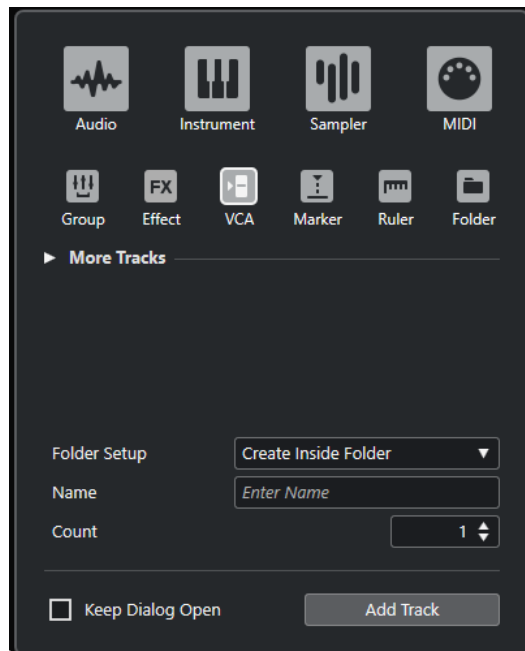 Audio Instrument Sampler MIDI
FX
Group Effect VCA Marker Ruler Folder
More Tracks
Folder Setup Create Inside Folder
Name Enter Name
Count 1
Keep Dialog Open Add Track